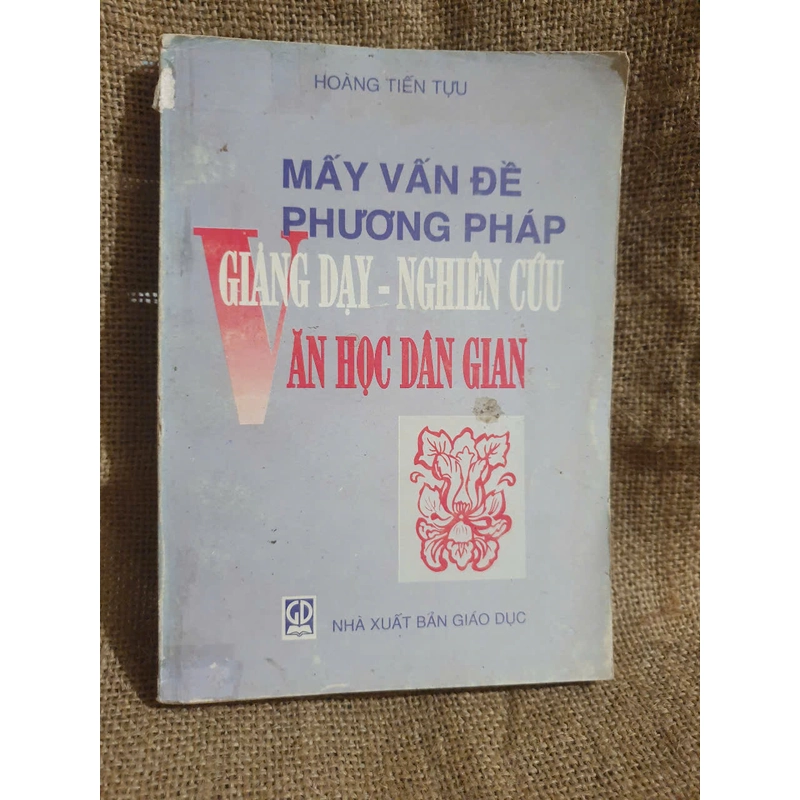 HOÀNG TIẾN TỰU
MẤY VẤN ĐỀ
PHƯƠNG PHÁP
GIẢNG DẠY - NGHIÊN CỨU
VĂN HỌC DÂN GIAN
GD
NHÀ XUẤT BẢN GIÁO DỤC